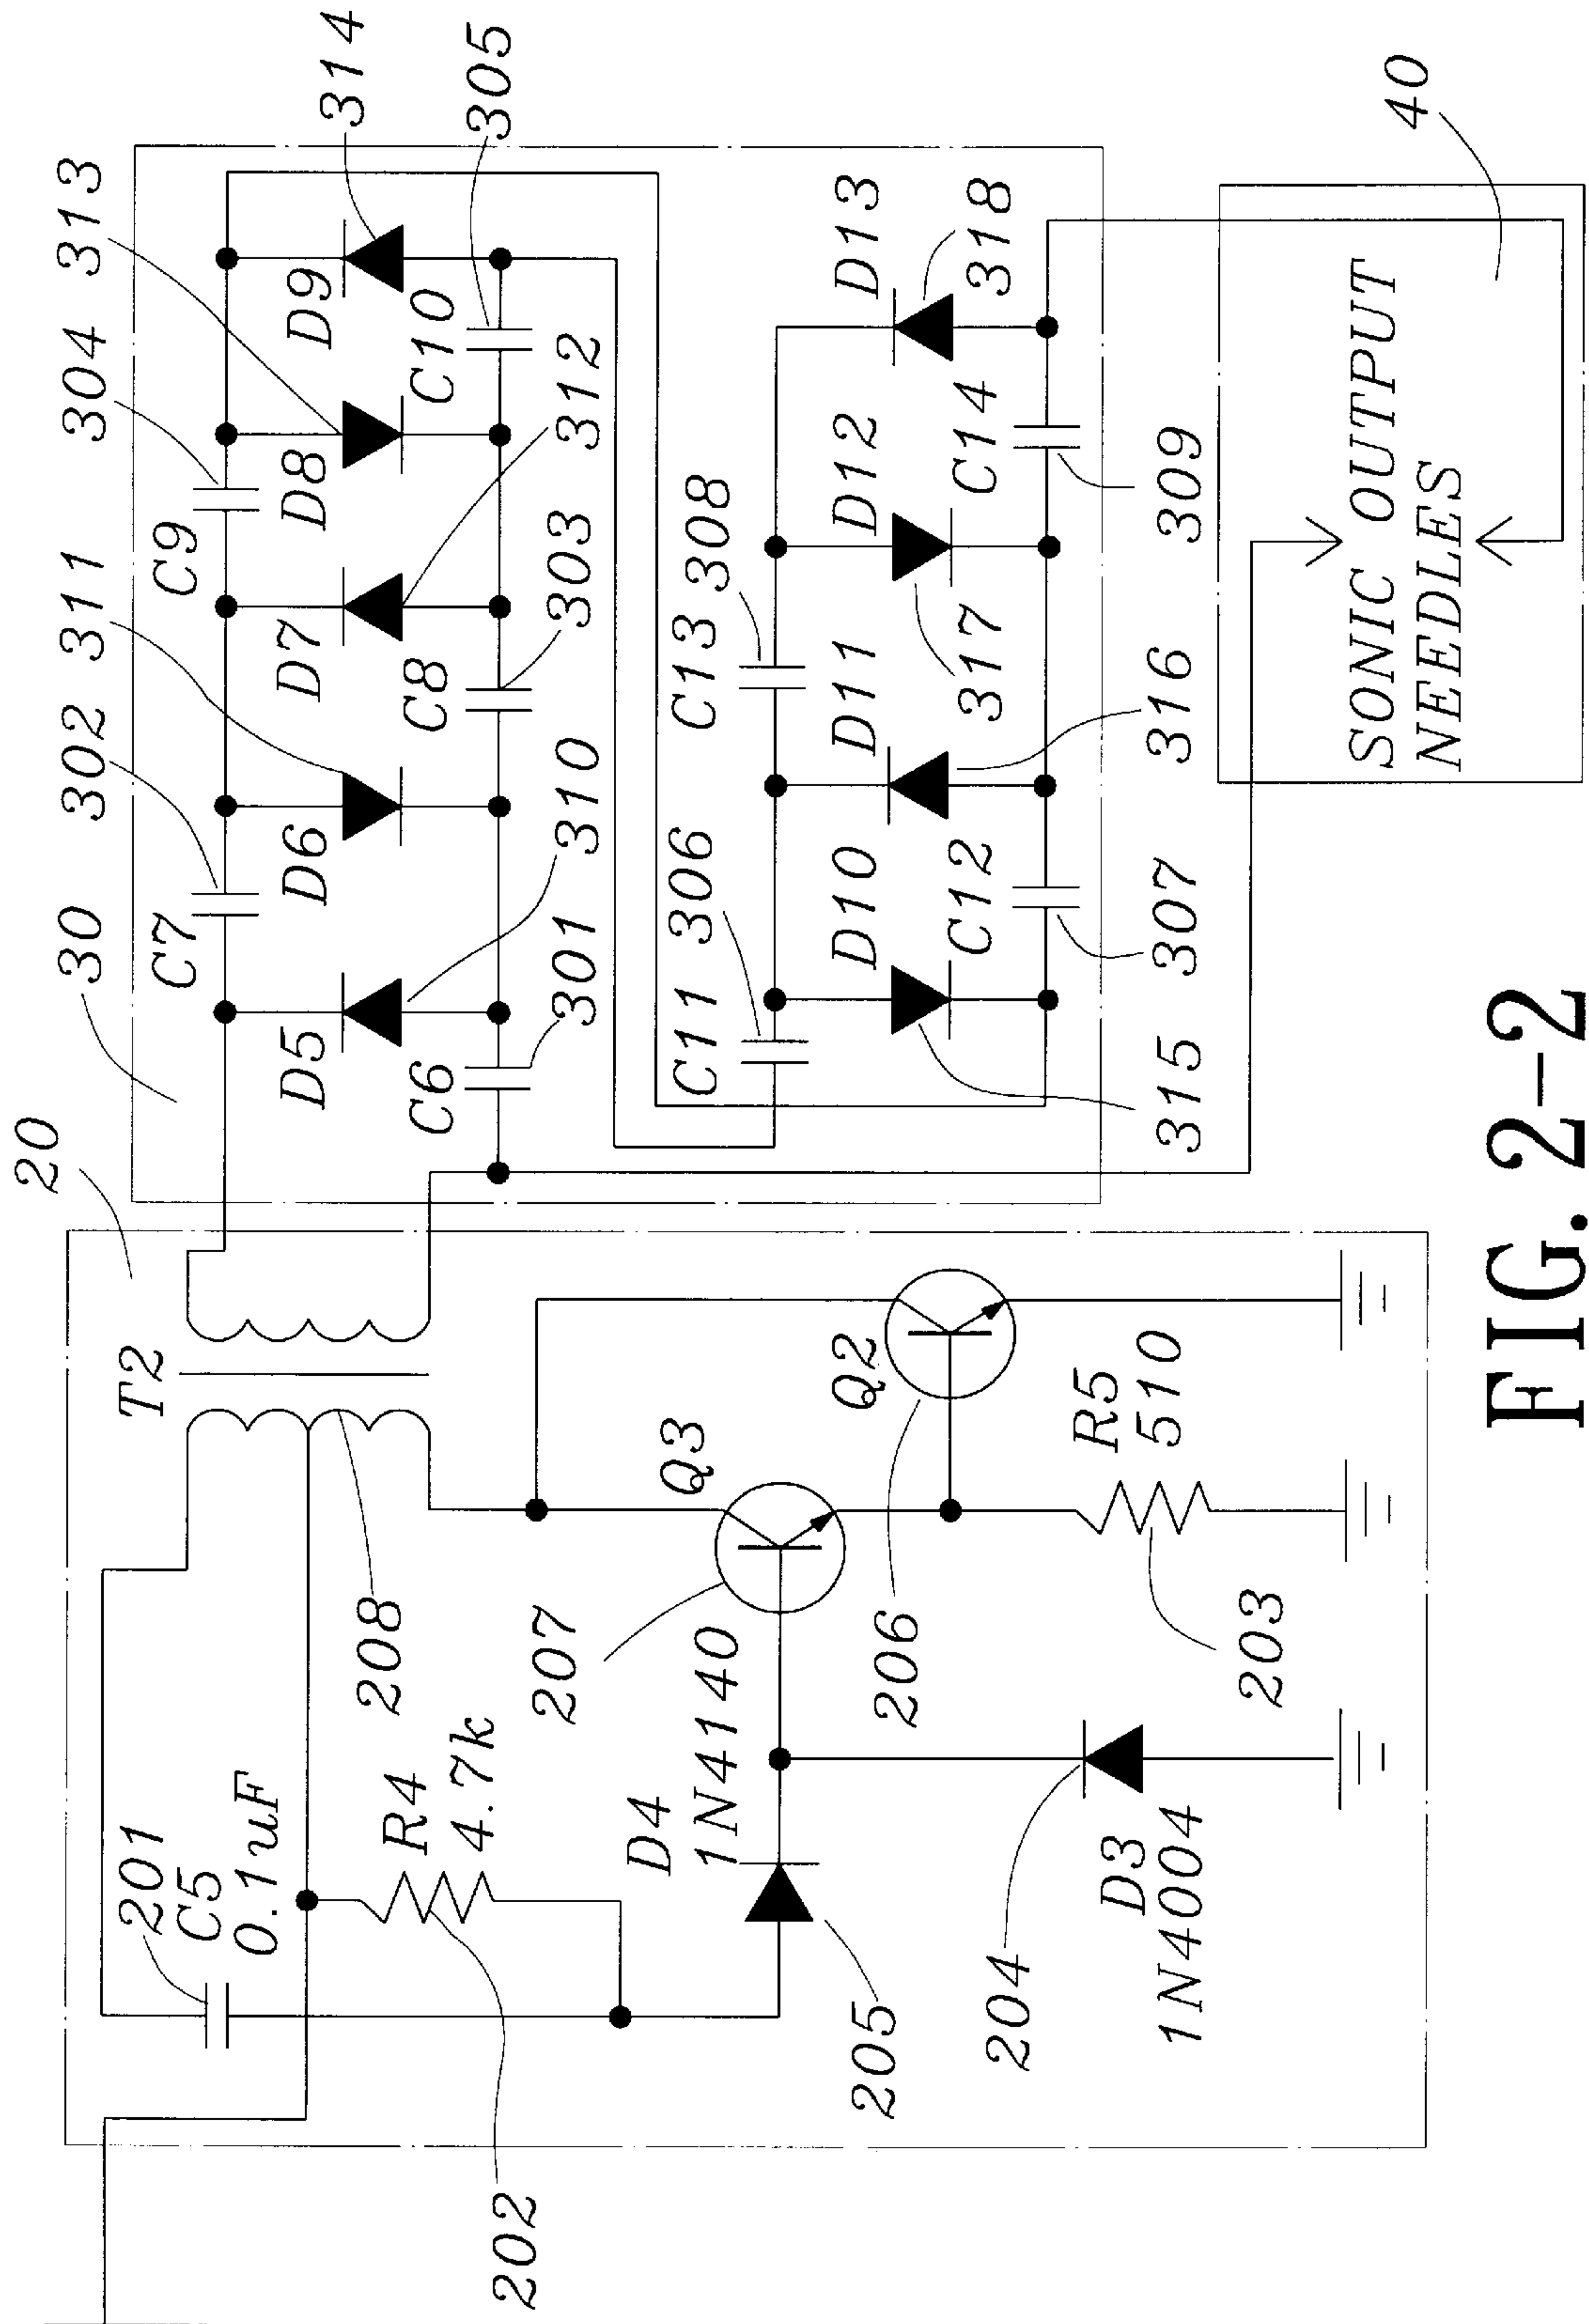 20
30
302
311
304
313
314
305
T2
C7
C9
D5
D6
D7
D8
D9
C6
C8
C10
301
310
303
312
201
C5
0.1uF
R4
4.7k
202
208
207
Q3
D4
1N4140
205
204
D3
1N4004
206
Q2
R5
510
203
C11
306
C13
308
D10
D11
D12
D13
318
C12
C14
315
307
316
317
309
SONIC OUTPUT
NEEDLES
40
FIG. 2-2